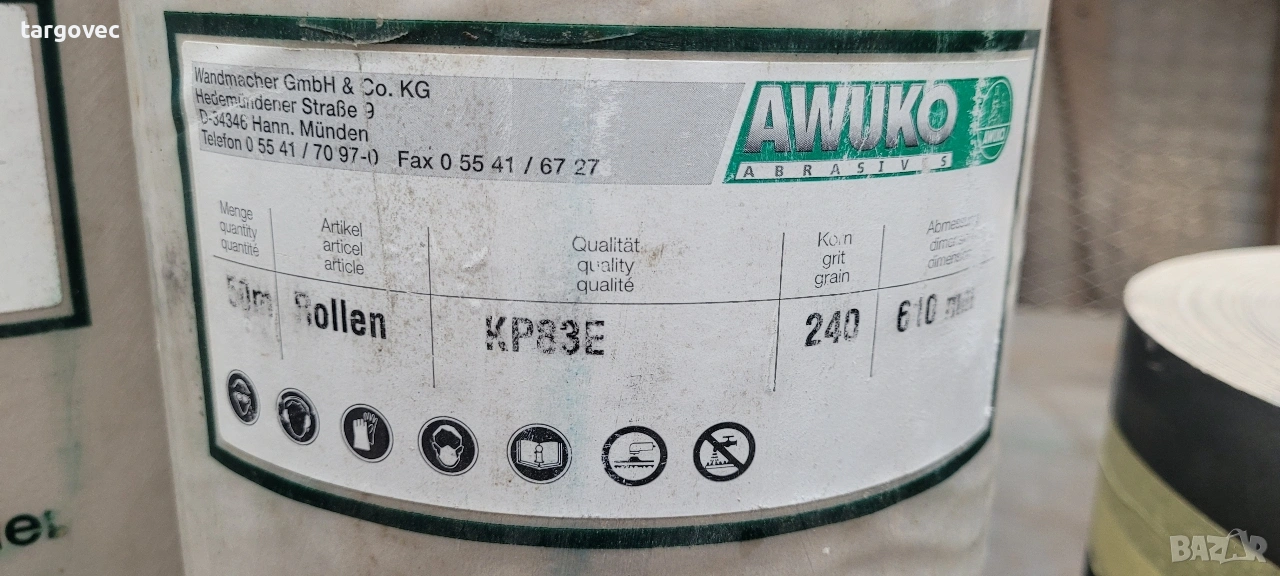 targovec
Wandmacher GmbH & Co. KG
Hedemündener Straße 9
D-34346 Hann. Münden
Telefon 0 55 41 / 70 97-0 Fax 0 55 41 / 67 27
AWUKO
ABRASIVES
Menge
quantity
quantité
Artikel
articel
article
Qualität
quality
qualité
Korn
grit
grain
50m
Rollen
KP83E
240
610
BAZAR